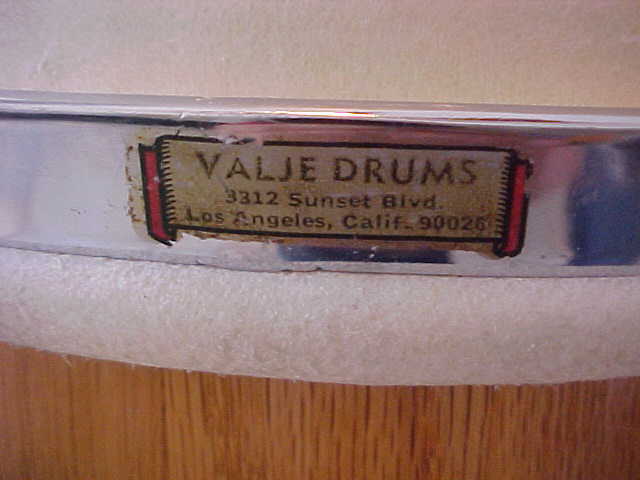 VALJE DRUMS
3312 Sunset Blvd.
Los Angeles, Calif. 90026